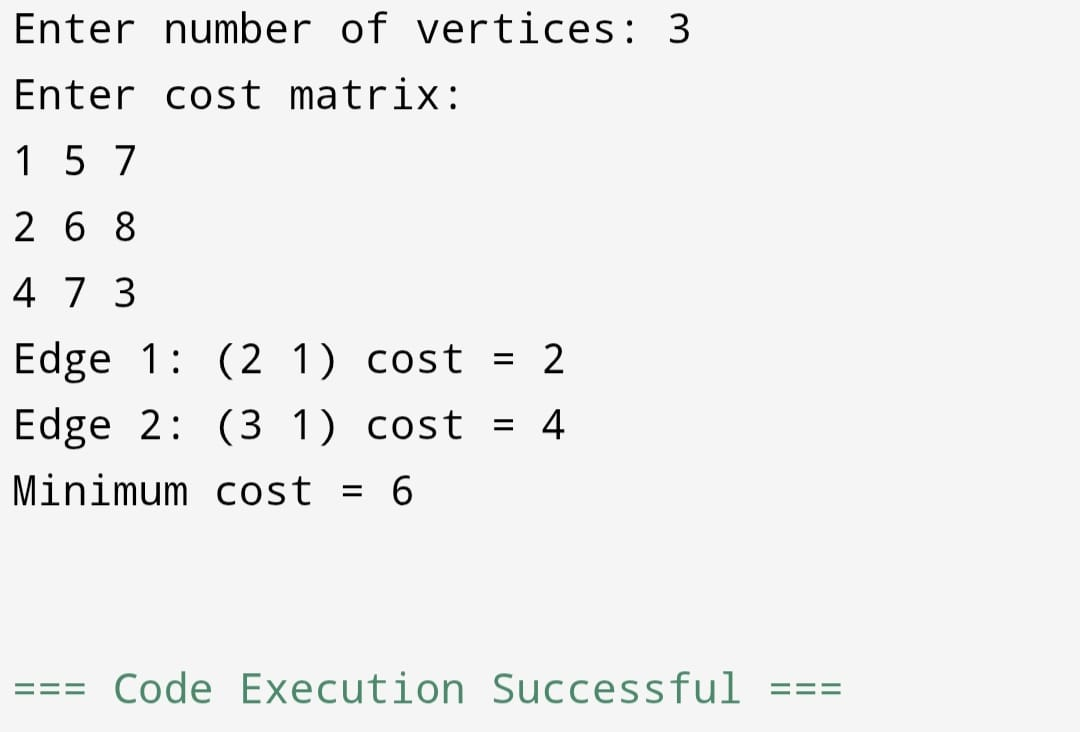 Enter number of vertices: 3
Enter cost matrix:
1 5 7
2 6 8
4 7 3
Edge 1: (2 1) cost = 2
Edge 2: (3 1) cost = 4
Minimum cost = 6
=== Code Execution Successful ===